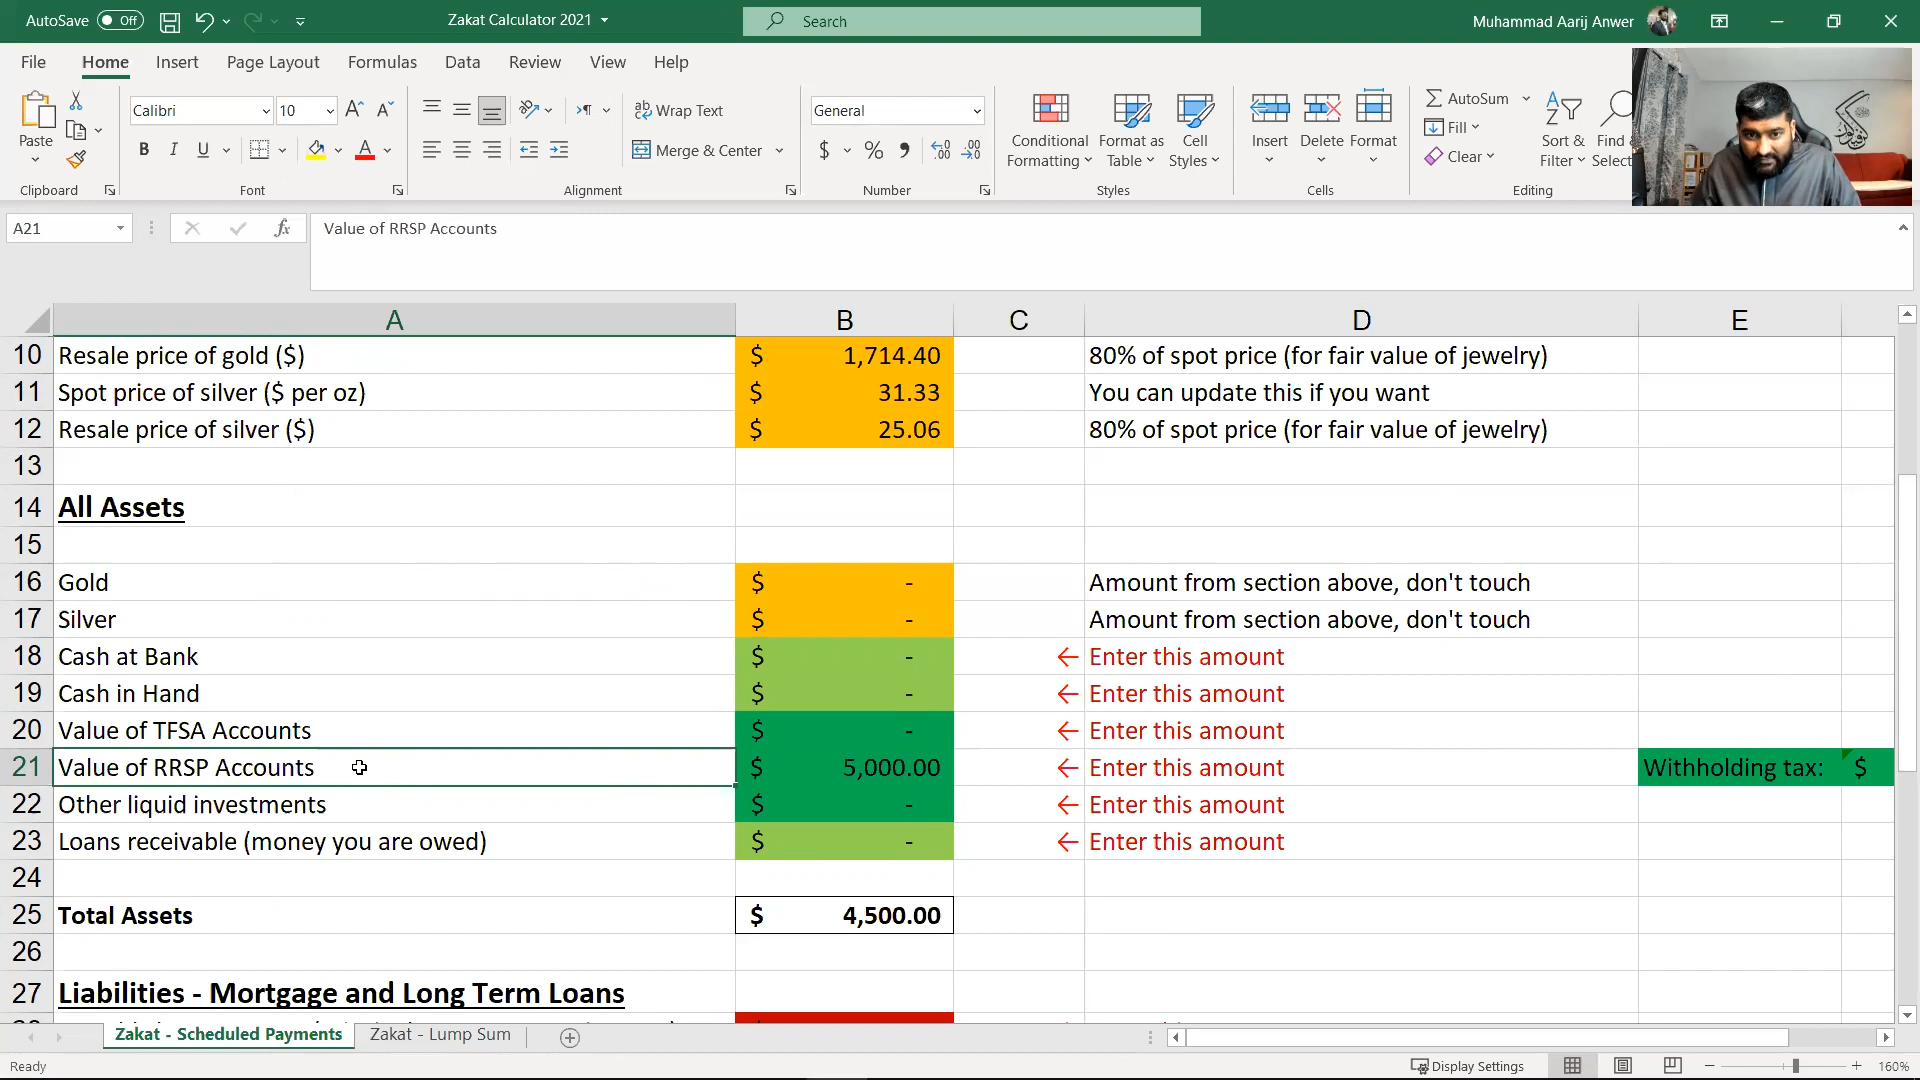 AutoSave Off Zakat Calculator 2021 Search Muhammad Aarij Anwer
File Home Insert Page Layout Formulas Data Review View Help
Paste Clipboard
Calibri 10 A A B I U A Font
ab Wrap Text Merge & Center Alignment
General $ % Number
Conditional Formatting Format as Table Cell Styles Styles
Insert Delete Format Cells
AutoSum Fill Clear Sort & Filter Find Select Editing
A21 fx Value of RRSP Accounts
A B C D E
10 Resale price of gold ($) $ 1,714.40 80% of spot price (for fair value of jewelry)
11 Spot price of silver ($ per oz) $ 31.33 You can update this if you want
12 Resale price of silver ($) $ 25.06 80% of spot price (for fair value of jewelry)
13
14 All Assets
15
16 Gold $ - Amount from section above, don't touch
17 Silver $ - Amount from section above, don't touch
18 Cash at Bank $ - ← Enter this amount
19 Cash in Hand $ - ← Enter this amount
20 Value of TFSA Accounts $ - ← Enter this amount
21 Value of RRSP Accounts $ 5,000.00 ← Enter this amount Withholding tax: $
22 Other liquid investments $ - ← Enter this amount
23 Loans receivable (money you are owed) $ - ← Enter this amount
24
25 Total Assets $ 4,500.00
26
27 Liabilities - Mortgage and Long Term Loans
Zakat - Scheduled Payments Zakat - Lump Sum
Ready Display Settings 160%